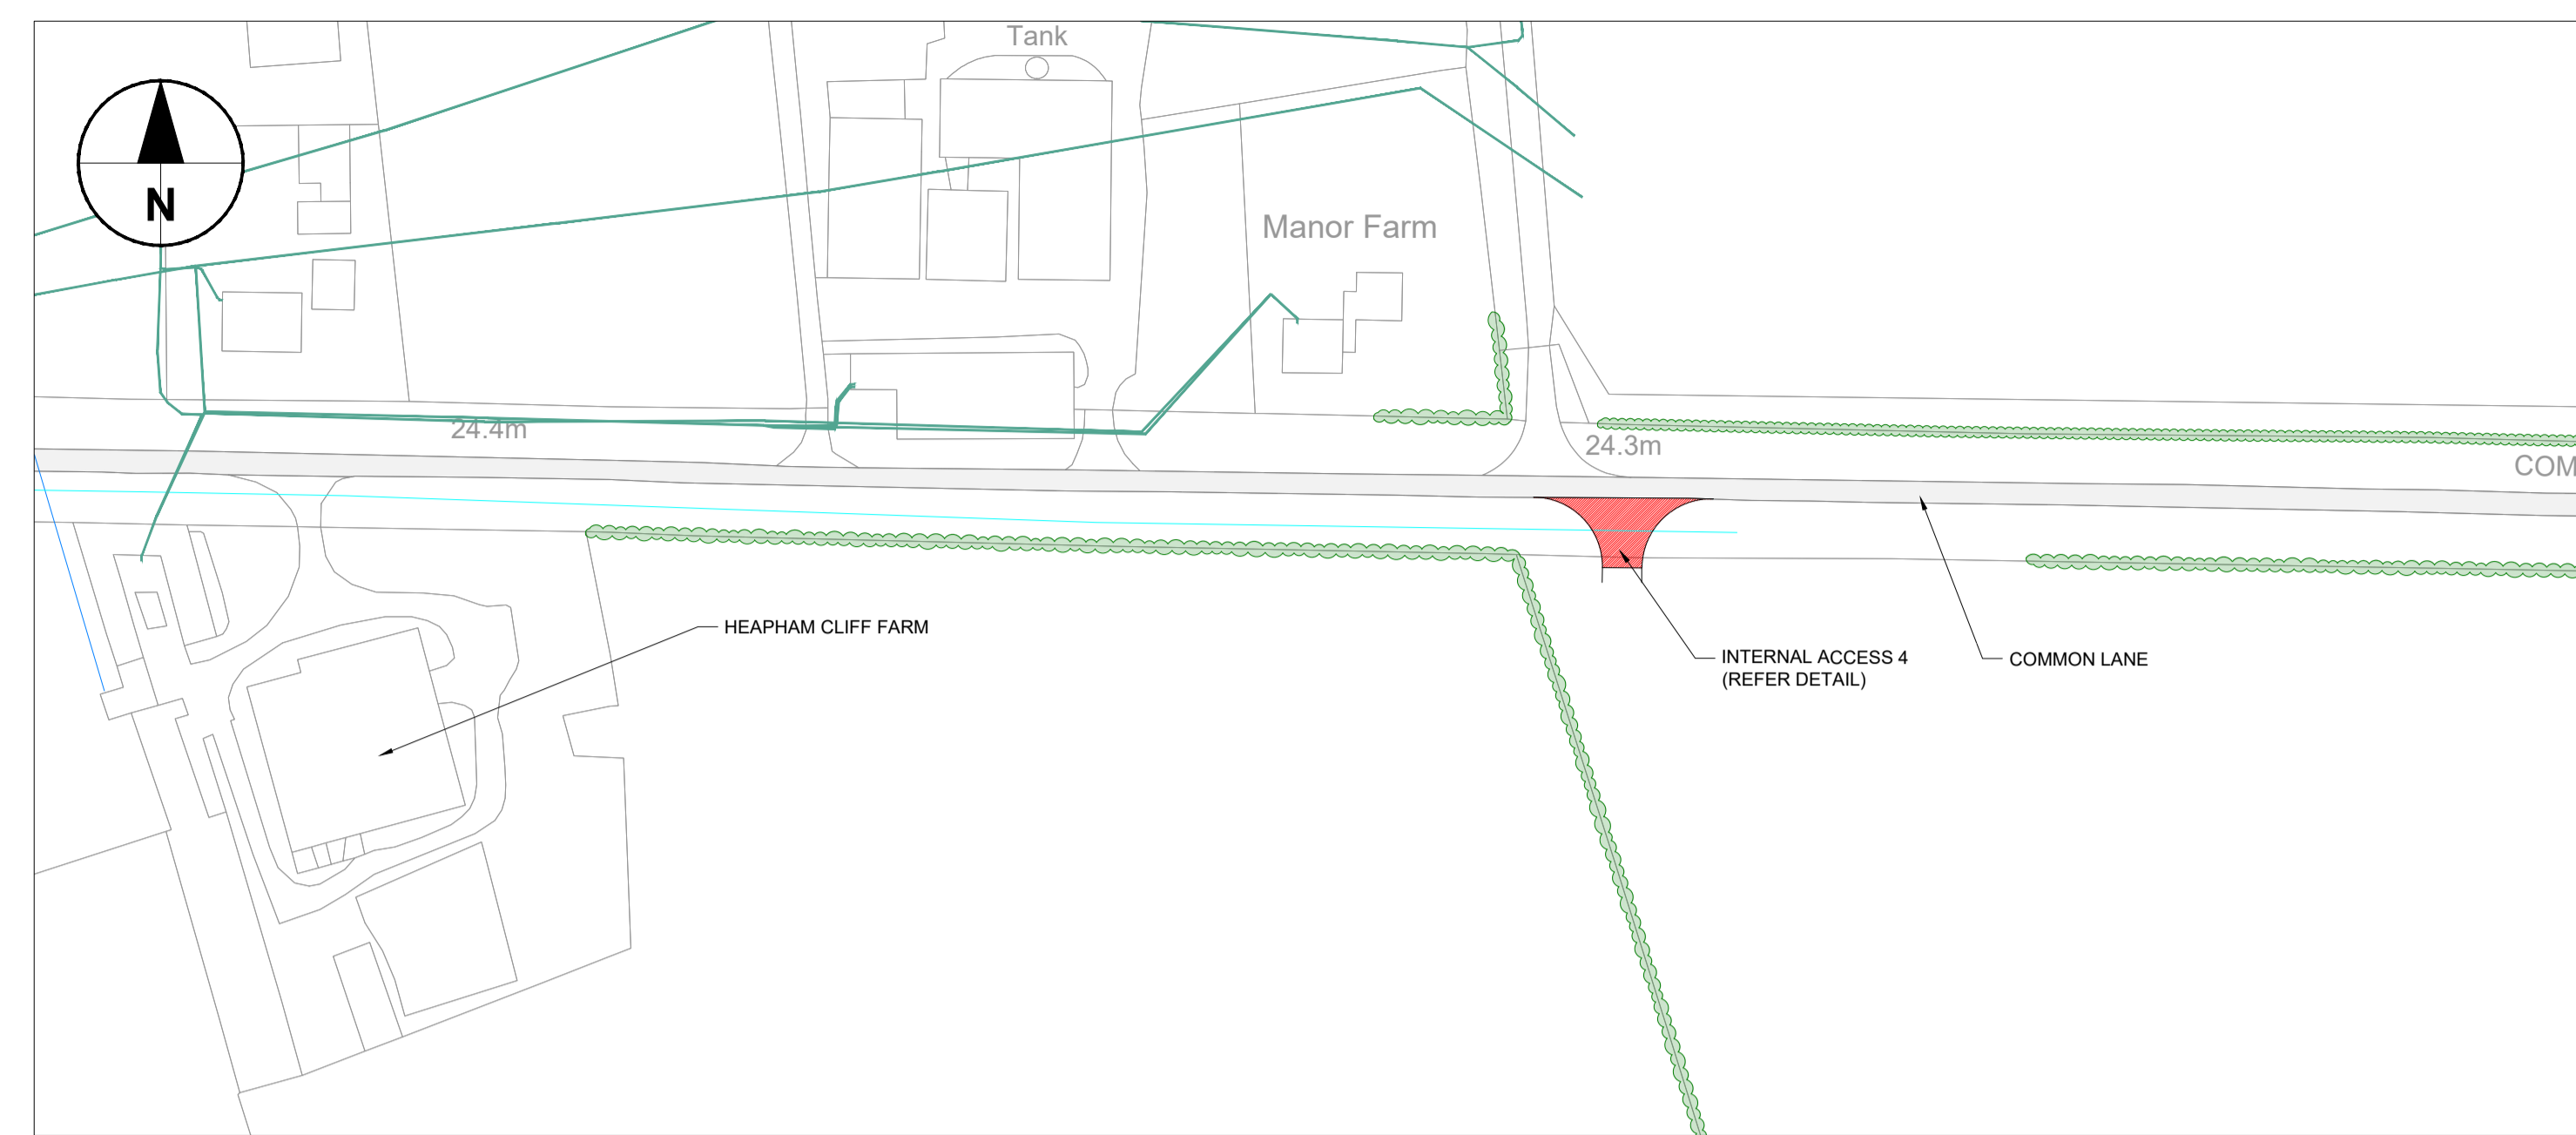 Tank
N
Manor Farm
24.4m
24.3m
COM
HEAPHAM CLIFF FARM
INTERNAL ACCESS 4
(REFER DETAIL)
COMMON LANE